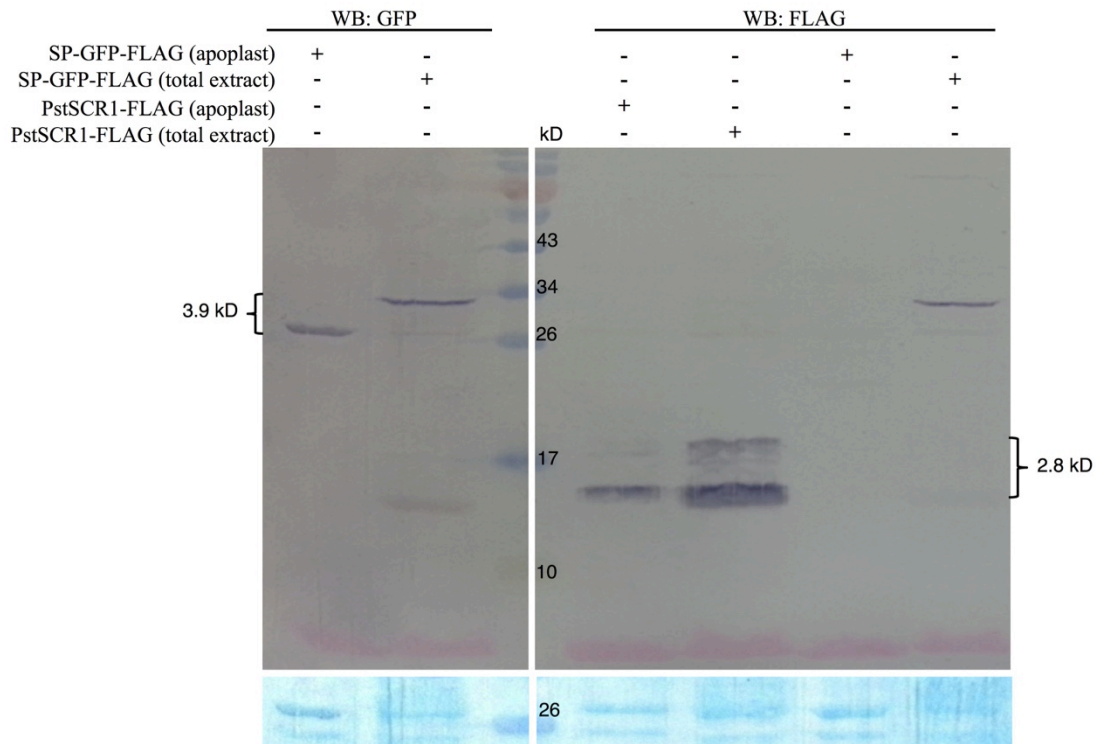 WB: GFP WB: FLAG
SP-GFP-FLAG (apoplast) + - - - + -
SP-GFP-FLAG (total extract) - + - - - +
PstSCR1-FLAG (apoplast) - - + - - -
PstSCR1-FLAG (total extract) - - kD - + - -
43
34
3.9 kD
26
17
2.8 kD
10
26